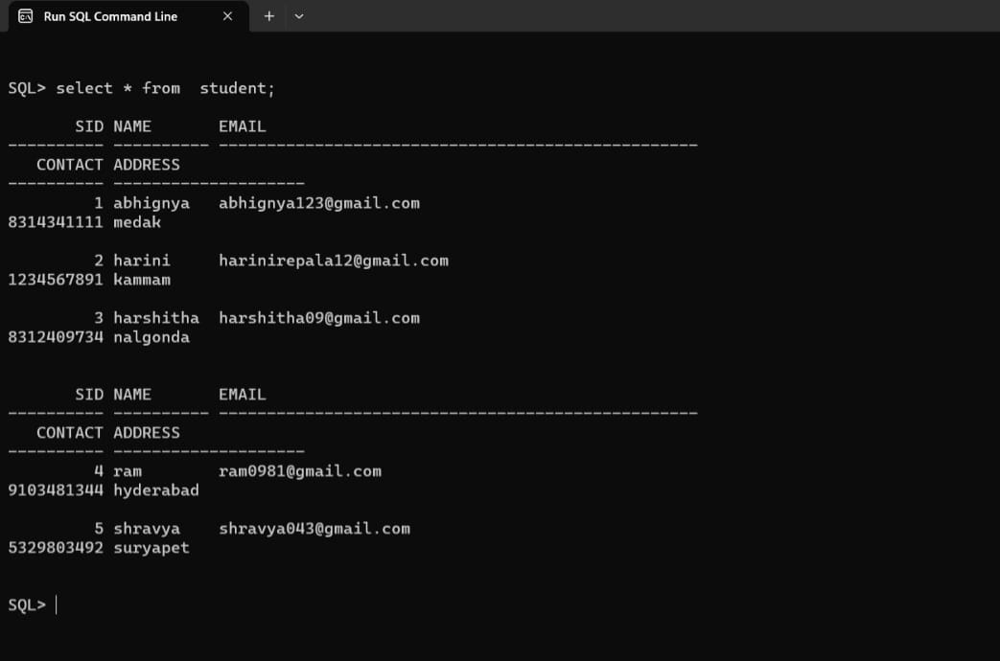 Run SQL Command Line
SQL> select * from  student;
       SID NAME       EMAIL
---------- ---------- --------------------------------------------------
   CONTACT ADDRESS
---------- --------------------
         1 abhignya   abhignya123@gmail.com
8314341111 medak
         2 harini     harinirepala12@gmail.com
1234567891 kammam
         3 harshitha  harshitha09@gmail.com
8312409734 nalgonda
       SID NAME       EMAIL
---------- ---------- --------------------------------------------------
   CONTACT ADDRESS
---------- --------------------
         4 ram        ram0981@gmail.com
9103481344 hyderabad
         5 shravya    shravya043@gmail.com
5329803492 suryapet
SQL>